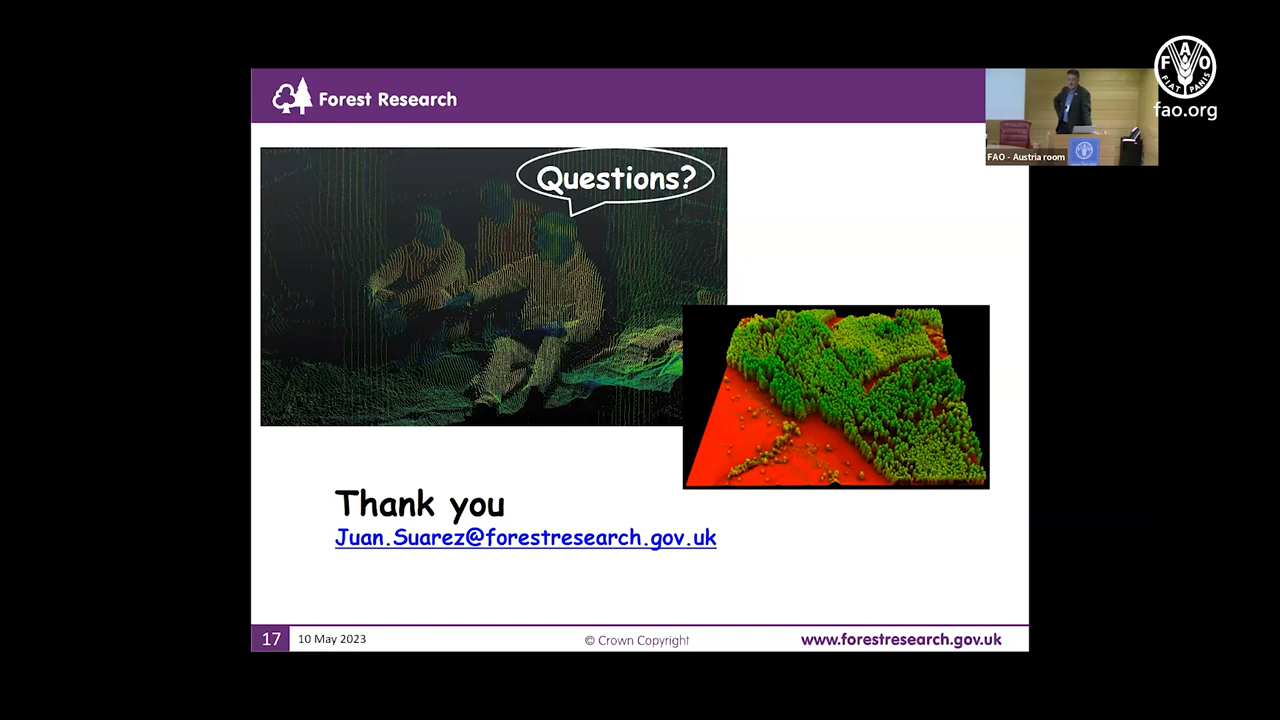 Forest Research
Questions?
FAO
FIAT PANIS
fao.org
FAO - Austria room
Thank you
Juan.Suarez@forestresearch.gov.uk
17
10 May 2023
© Crown Copyright
www.forestresearch.gov.uk